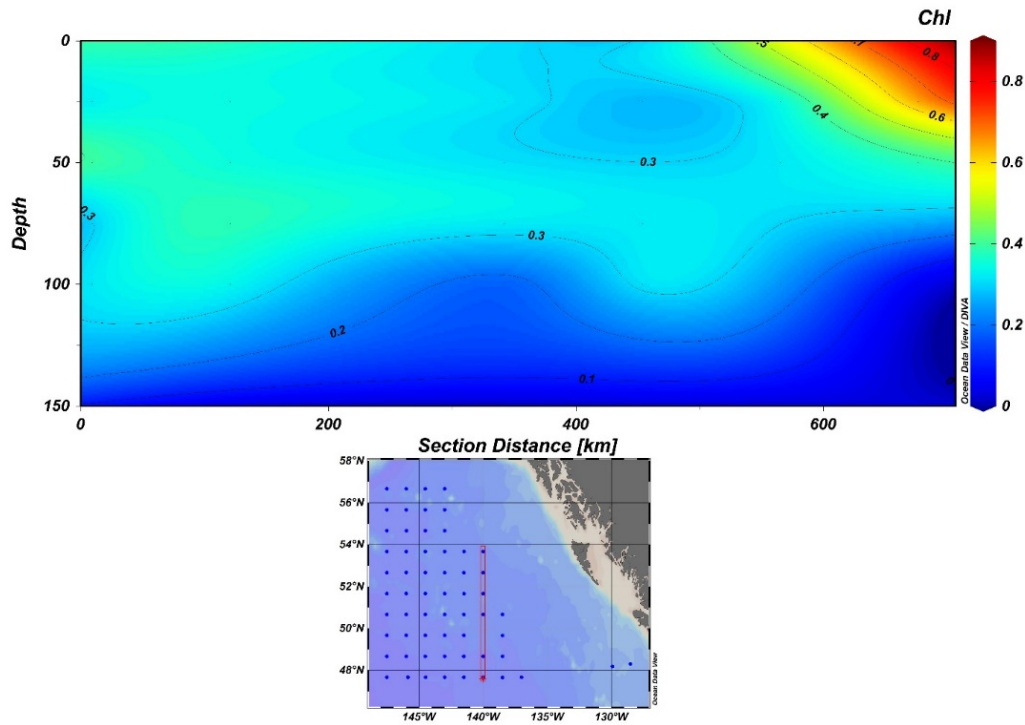 Chl
0
50
100
150
Depth
0
200
400
600
Section Distance [km]
0.3
0.3
0.3
0.2
0.1
0.4
0.6
0.8
0.8
0.6
0.4
0.2
0
Ocean Data View / DIVA
58°N
56°N
54°N
52°N
50°N
48°N
145°W
140°W
135°W
130°W
Ocean Data View